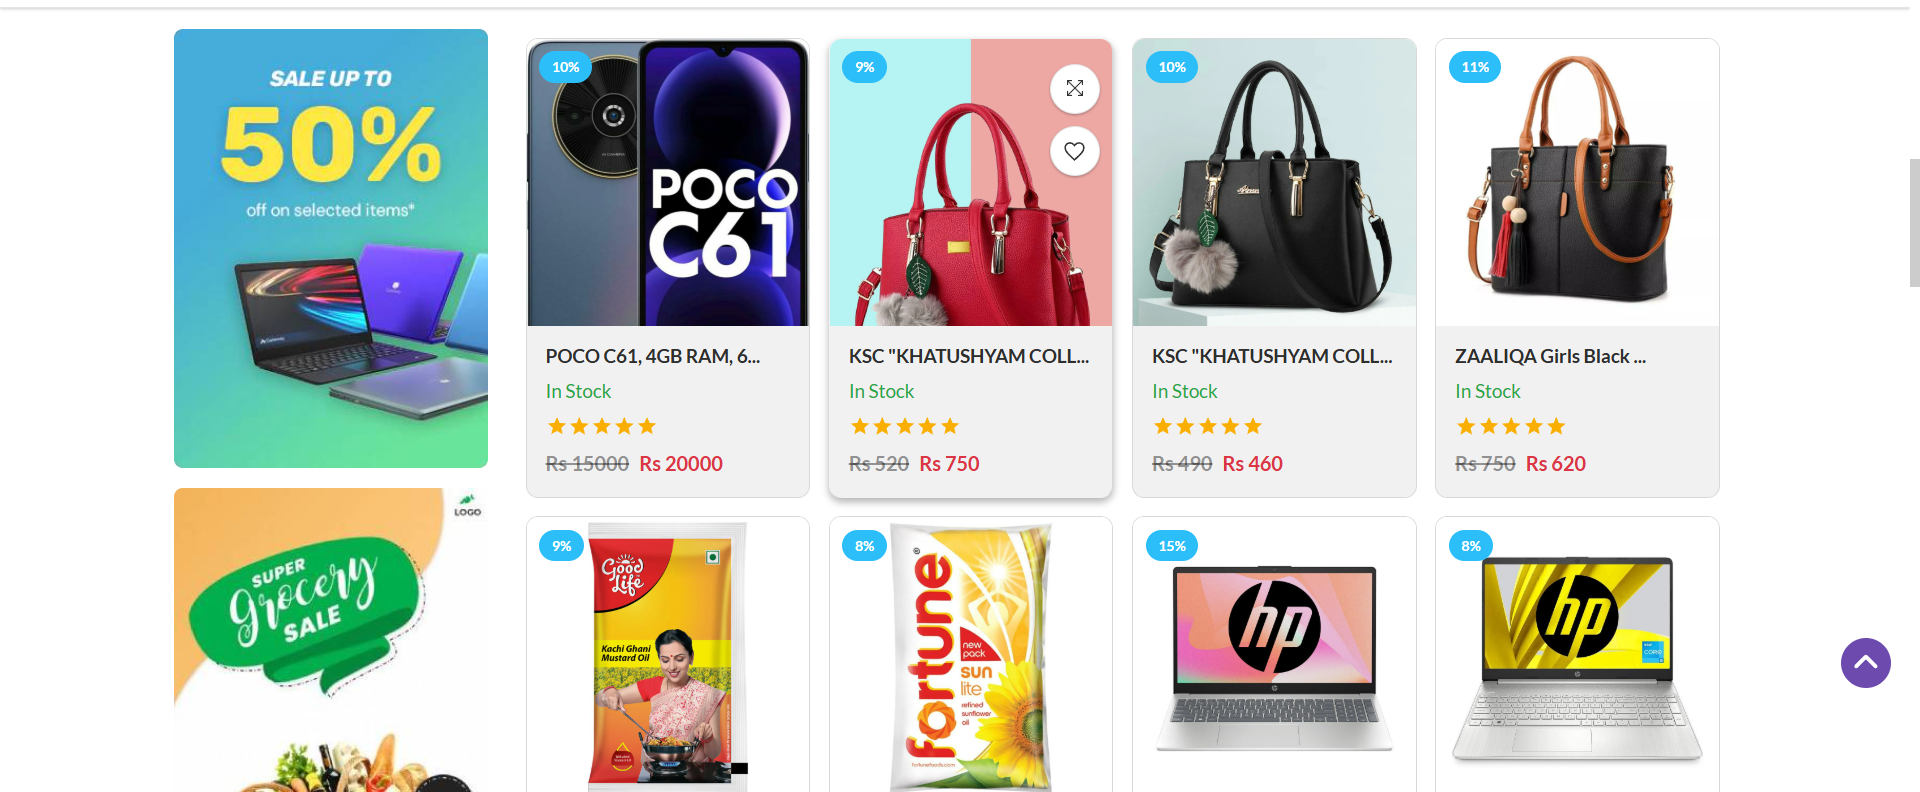 SALE UP TO
50%
off on selected items*
LOGO
SUPER
grocery
SALE
10%
POCO
C61
POCO C61, 4GB RAM, 6...
In Stock
Rs 15000 Rs 20000
9%
KSC "KHATUSHYAM COLL...
In Stock
Rs 520 Rs 750
10%
KSC "KHATUSHYAM COLL...
In Stock
Rs 490 Rs 460
11%
ZAALIQA Girls Black ...
In Stock
Rs 750 Rs 620
9%
Good
Life
Kachi Ghani
Mustard Oil
8%
fortune
new
pack
sun
lite
refined
sunflower
oil
fortunefoods.com
15%
hp
8%
hp
intel
CORE